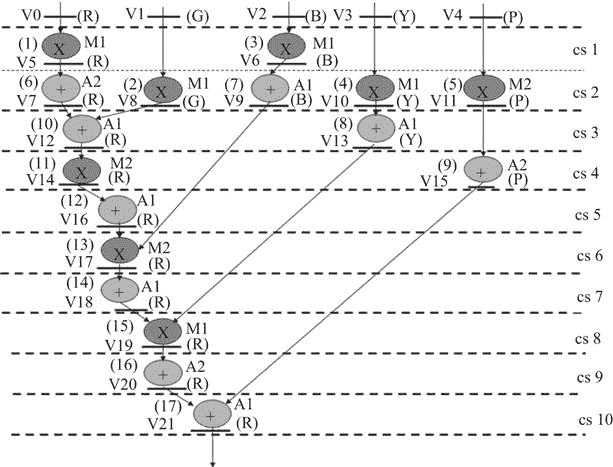 V0 (R) V1 (G) V2 (B) V3 (Y) V4 (P)
(1) X M1 (3) X M1 cs 1
V5 (R) V6 (B)
(6) + A2 (2) X M1 (7) + A1 (4) X M1 (5) X M2 cs 2
V7 (R) V8 (G) V9 (B) V10 (Y) V11 (P)
(10) + A1 (8) + A1 cs 3
V12 (R) V13 (Y)
(11) X M2 (9) + A2 cs 4
V14 (R) V15 (P)
(12) + A1 cs 5
V16 (R)
(13) X M2 cs 6
V17 (R)
(14) + A1 cs 7
V18 (R)
(15) X M1 cs 8
V19 (R)
(16) + A2 cs 9
V20 (R)
(17) + A1 cs 10
V21 (R)